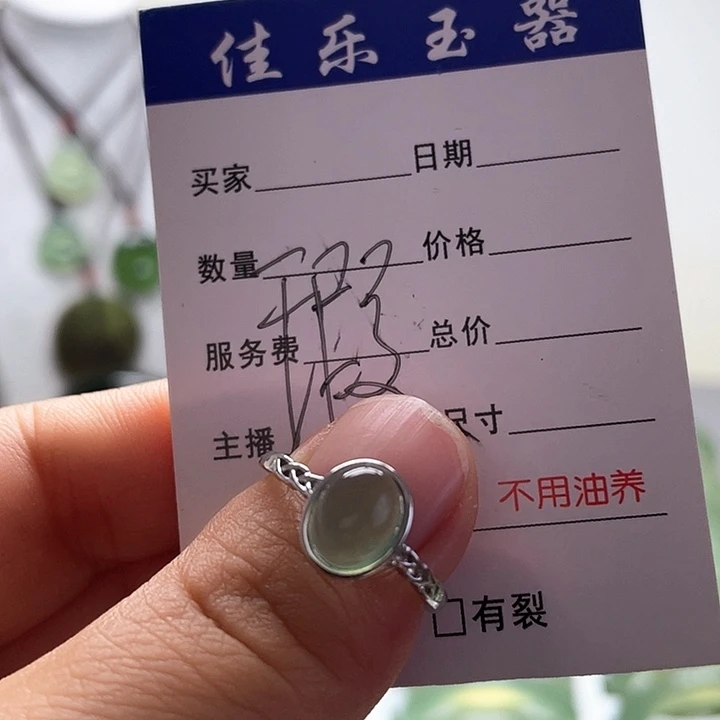 佳乐玉器
买家 日期
数量 价格
瑕
服务费 总价
主播 尺寸
不用油养
□有裂